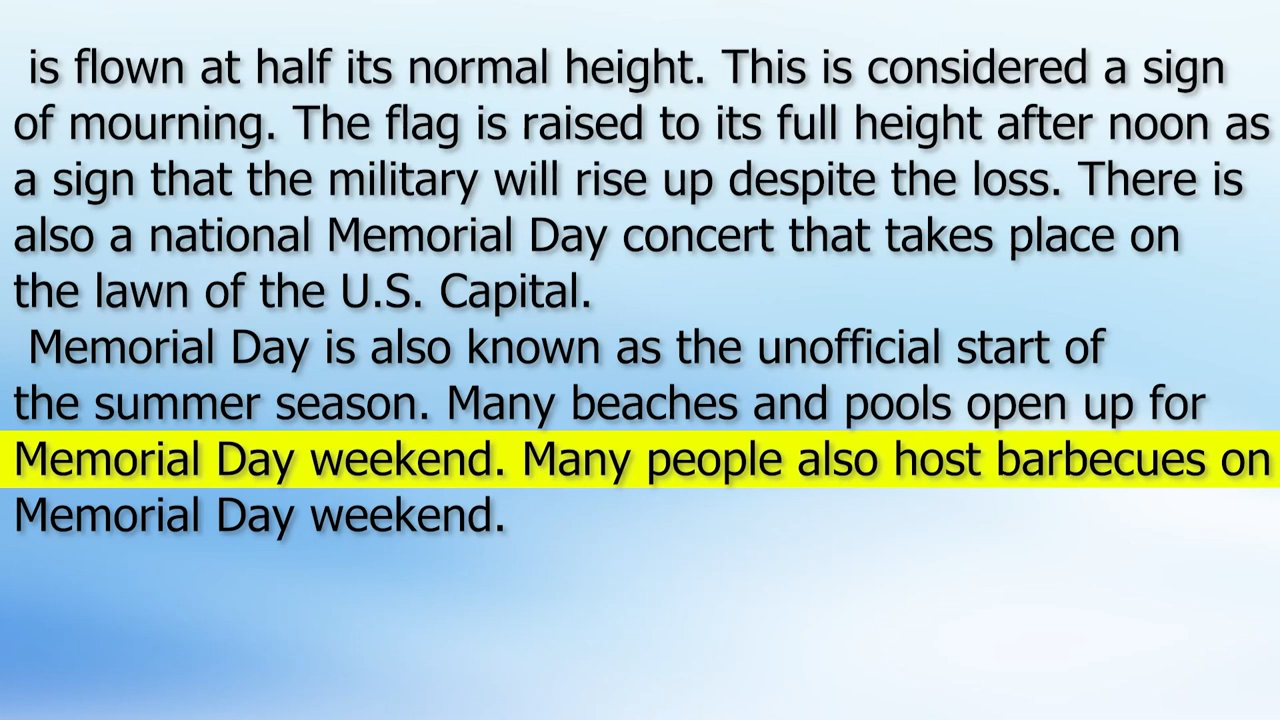 is flown at half its normal height. This is considered a sign
of mourning. The flag is raised to its full height after noon as
a sign that the military will rise up despite the loss. There is
also a national Memorial Day concert that takes place on
the lawn of the U.S. Capital.
Memorial Day is also known as the unofficial start of
the summer season. Many beaches and pools open up for
Memorial Day weekend. Many people also host barbecues on
Memorial Day weekend.